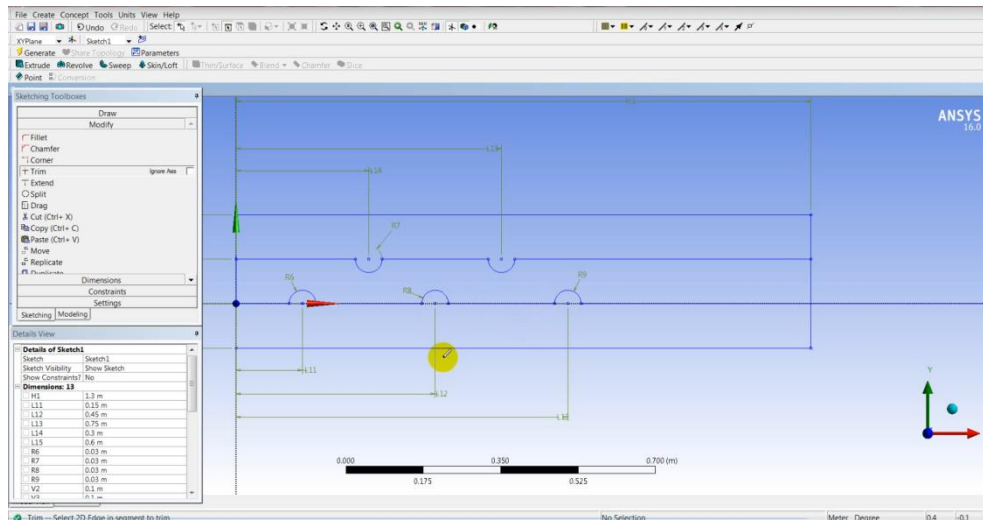 File Create Concept Tools Units View Help
Undo Redo Select:
XYPlane Sketch1
Generate Share Topology Parameters
Extrude Revolve Sweep Skin/Loft Thin/Surface Blend Chamfer Slice
Point Conversion
Sketching Toolboxes
Draw
Modify
Fillet
Chamfer
Corner
Trim Ignore Axis
Extend
Split
Drag
Cut (Ctrl+ X)
Copy (Ctrl+ C)
Paste (Ctrl+ V)
Move
Replicate
Duplicate
Dimensions
Constraints
Settings
Sketching Modeling
Details View
Details of Sketch1
Sketch Sketch1
Sketch Visibility Show Sketch
Show Constraints? No
Dimensions: 13
H1 1.3 m
L11 0.15 m
L12 0.45 m
L13 0.75 m
L14 0.3 m
L15 0.6 m
R6 0.03 m
R7 0.03 m
R8 0.03 m
R9 0.03 m
V2 0.1 m
V3 0.1 m
ANSYS
16.0
R7
R6
R8
R9
L11
L12
Y
0.000 0.350 0.700 (m)
0.175 0.525
Trim -- Select 2D Edge in segment to trim
No Selection
Meter Degree 0.4 -0.1